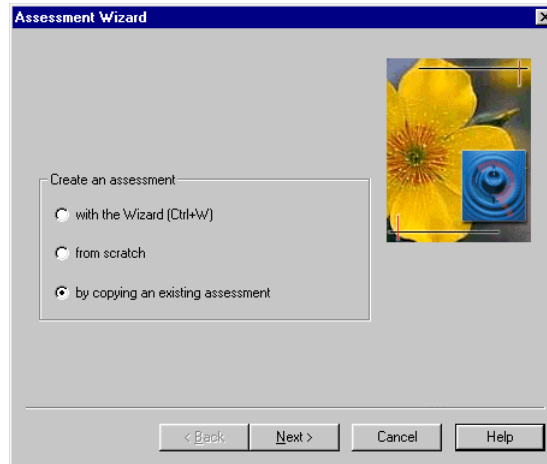 Assessment Wizard
Create an assessment
with the Wizard (Ctrl+W)
from scratch
by copying an existing assessment
< Back
Next >
Cancel
Help